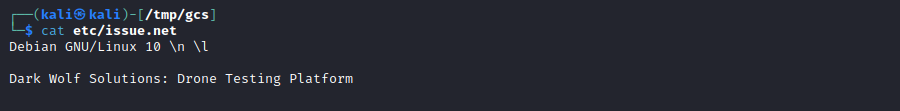 ┌──(kali㉿kali)-[/tmp/gcs]
└─$ cat etc/issue.net
Debian GNU/Linux 10 \n \l

Dark Wolf Solutions: Drone Testing Platform